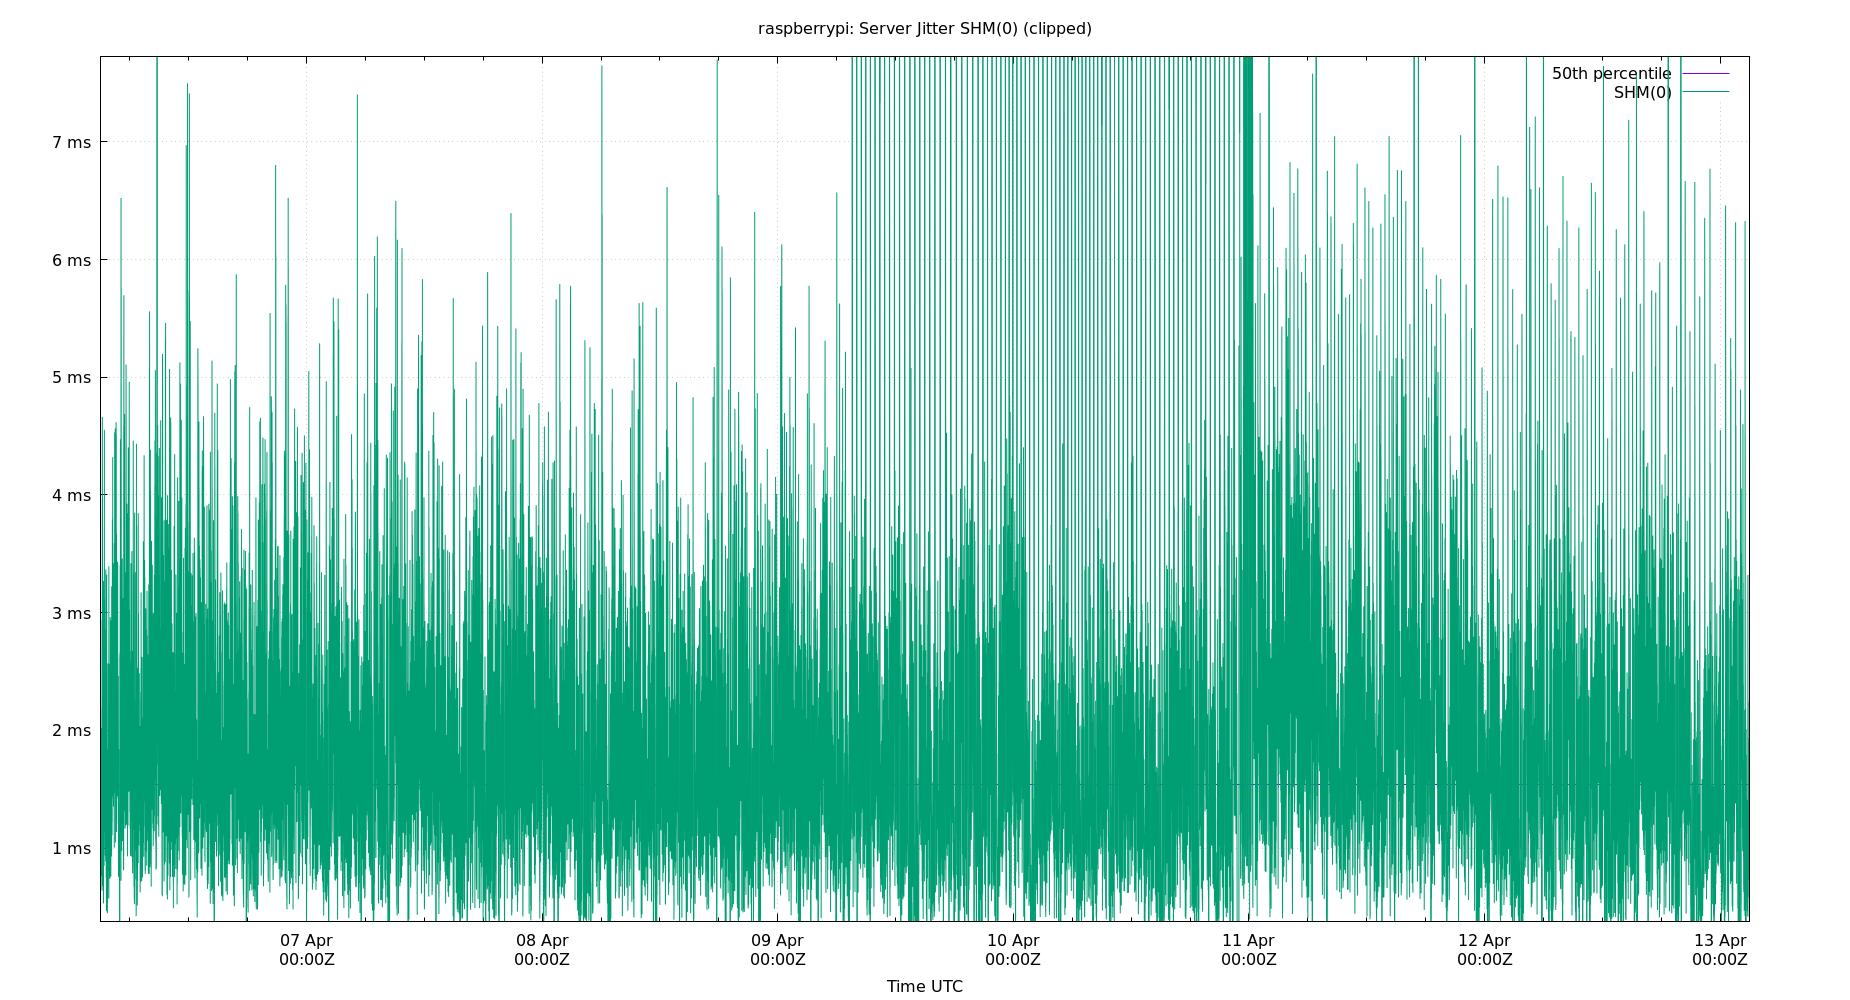 raspberrypi: Server Jitter SHM(0) (clipped)
50th percentile
SHM(0)
7 ms
6 ms
5 ms
4 ms
3 ms
2 ms
1 ms
07 Apr 08 Apr 09 Apr 10 Apr 11 Apr 12 Apr 13 Apr
00:00Z 00:00Z 00:00Z 00:00Z 00:00Z 00:00Z 00:00Z
Time UTC